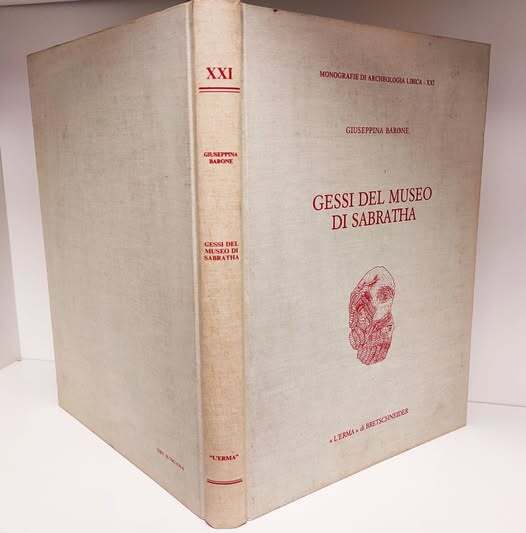 XXI
GIUSEPPINA
BARONE
GESSI DEL
MUSEO DI
SABRATHA
"L'ERMA"
MONOGRAFIE DI ARCHEOLOGIA LIBICA - XXI
GIUSEPPINA BARONE
GESSI DEL MUSEO
DI SABRATHA
«L'ERMA» di BRETSCHNEIDER